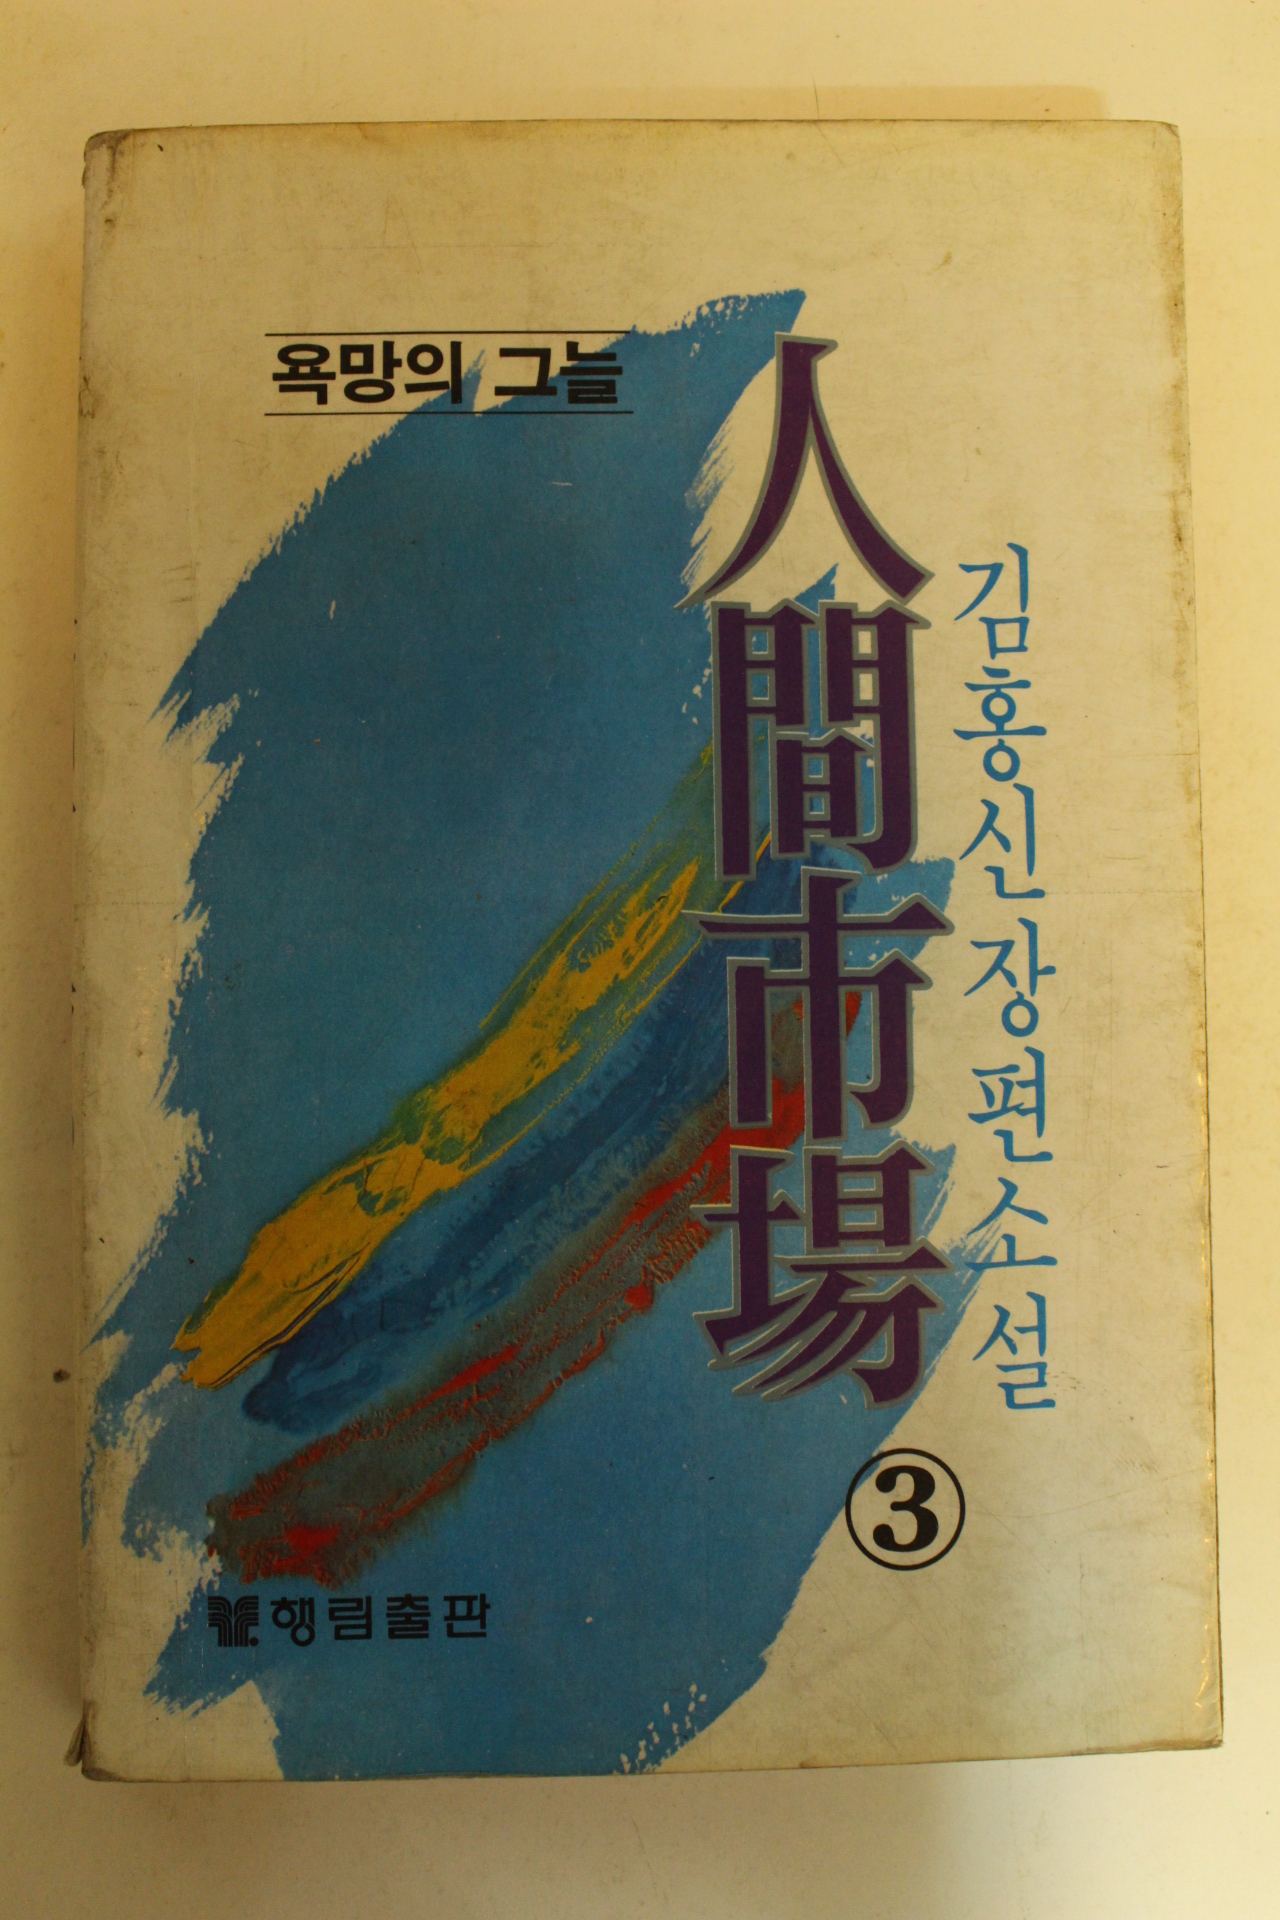 욕망의 그늘
人間市場
김홍신 장편소설
3
행림출판